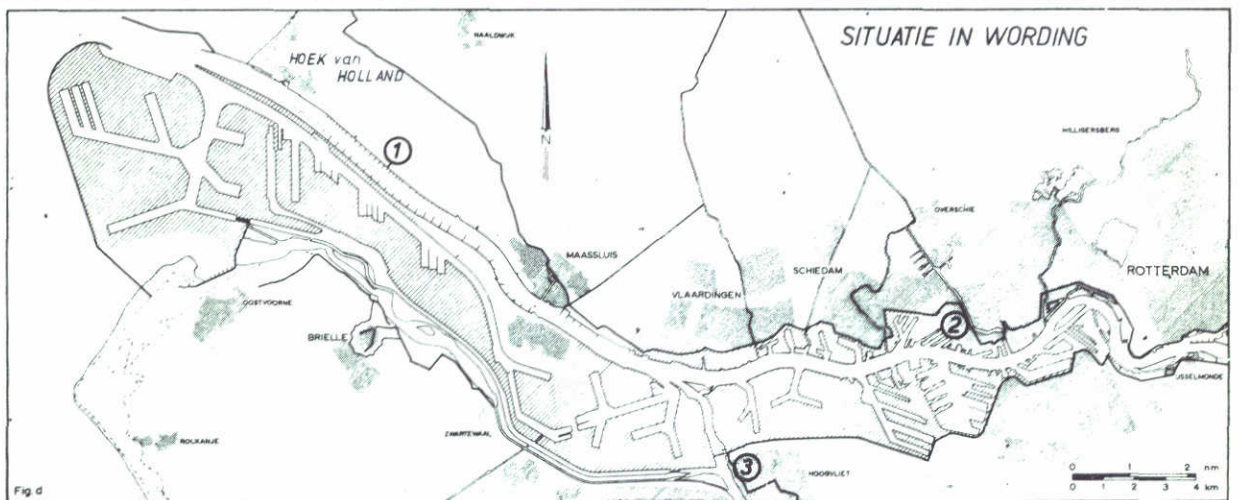 SITUATIE IN WORDING
NAALDWIJK
HOEK van
HOLLAND
N
HILLIGERSBERG
1
OVERSCHIE
MAASSLUIS
SCHIEDAM
ROTTERDAM
VLAARDINGEN
OOSTVOORNE
2
BRIELLE
IJSSELMONDE
ROCKANJE
ZWARTEWAAL
3
HOOGVLIET
0 1 2 nm
0 1 2 3 4 km
Fig. d